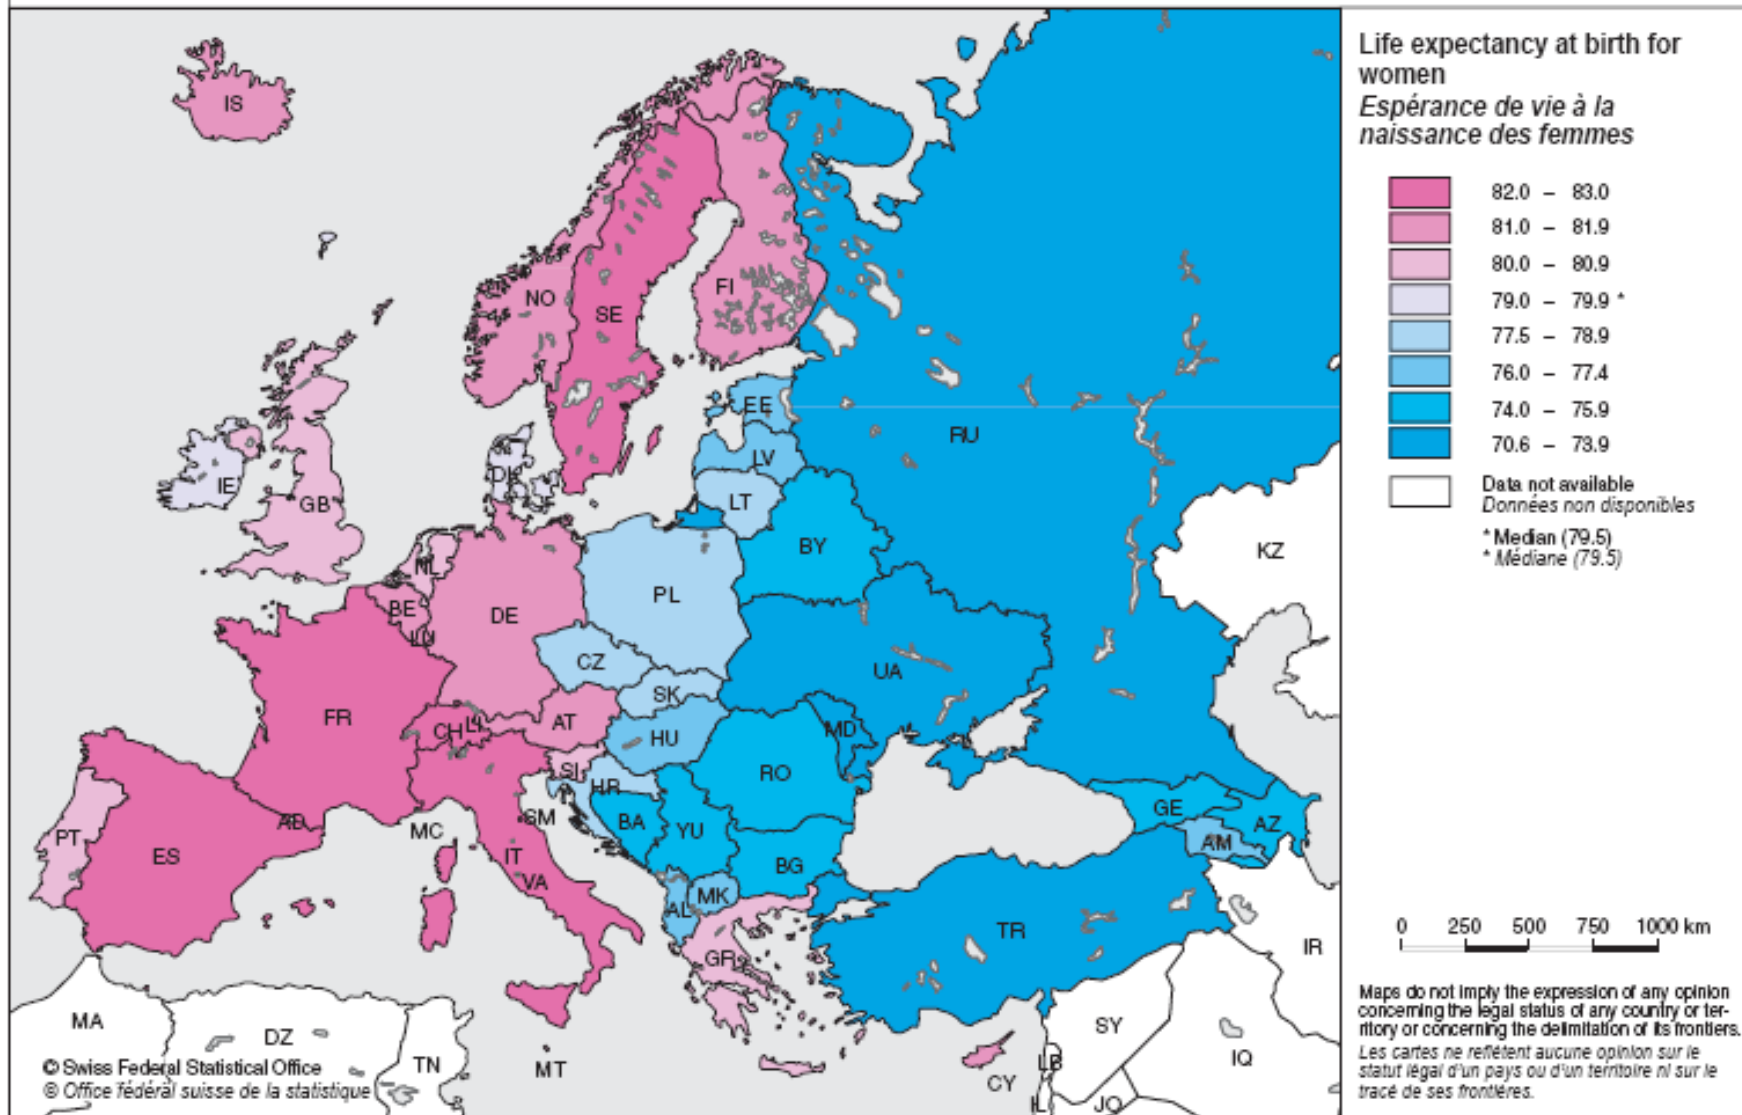 Life expectancy at birth for
women
Espérance de vie à la
naissance des femmes
82.0 – 83.0
81.0 – 81.9
80.0 – 80.9
79.0 – 79.9 *
77.5 – 78.9
76.0 – 77.4
74.0 – 75.9
70.6 – 73.9
Data not available
Données non disponibles
* Median (79.5)
* Médiane (79.5)
IS
NO
SE
FI
EE
RU
LV
DK
IE
GB
LT
BY
KZ
NL
PL
BE
DE
LU
CZ
UA
SK
FR
CH
LI
AT
HU
MD
SI
HR
RO
GE
AD
MC
SM
BA
YU
AZ
PT
ES
IT
BG
AM
VA
AL
MK
TR
GR
IR
MA
DZ
TN
MT
CY
LB
SY
IQ
IL
JO
0 250 500 750 1000 km
Maps do not imply the expression of any opinion
concerning the legal status of any country or ter-
ritory or concerning the delimitation of its frontiers.
Les cartes ne reflètent aucune opinion sur le
statut légal d'un pays ou d'un territoire ni sur le
tracé de ses frontières.
© Swiss Federal Statistical Office
© Office fédéral suisse de la statistique